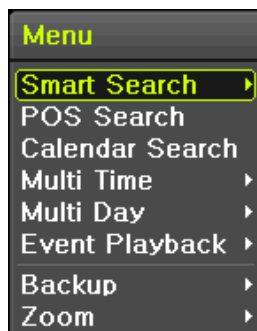 Menu
Smart Search
POS Search
Calendar Search
Multi Time
Multi Day
Event Playback
Backup
Zoom